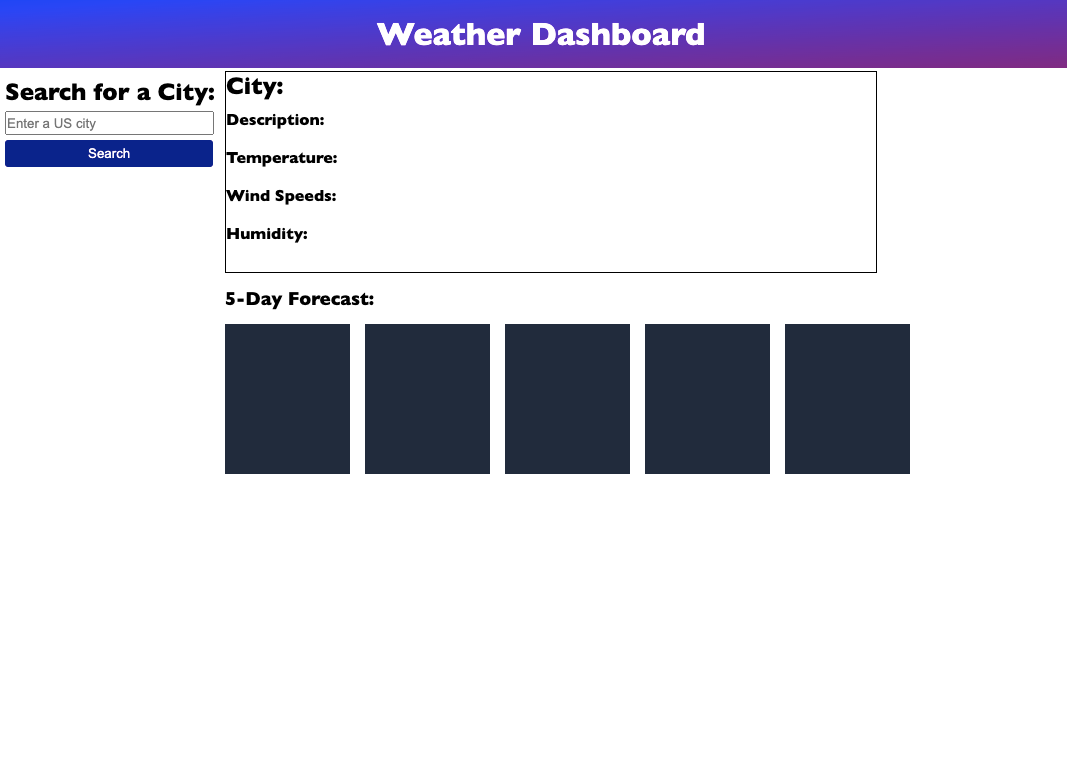 Weather Dashboard
Search for a City:
Enter a US city
Search
City:
Description:
Temperature:
Wind Speeds:
Humidity:
5-Day Forecast: